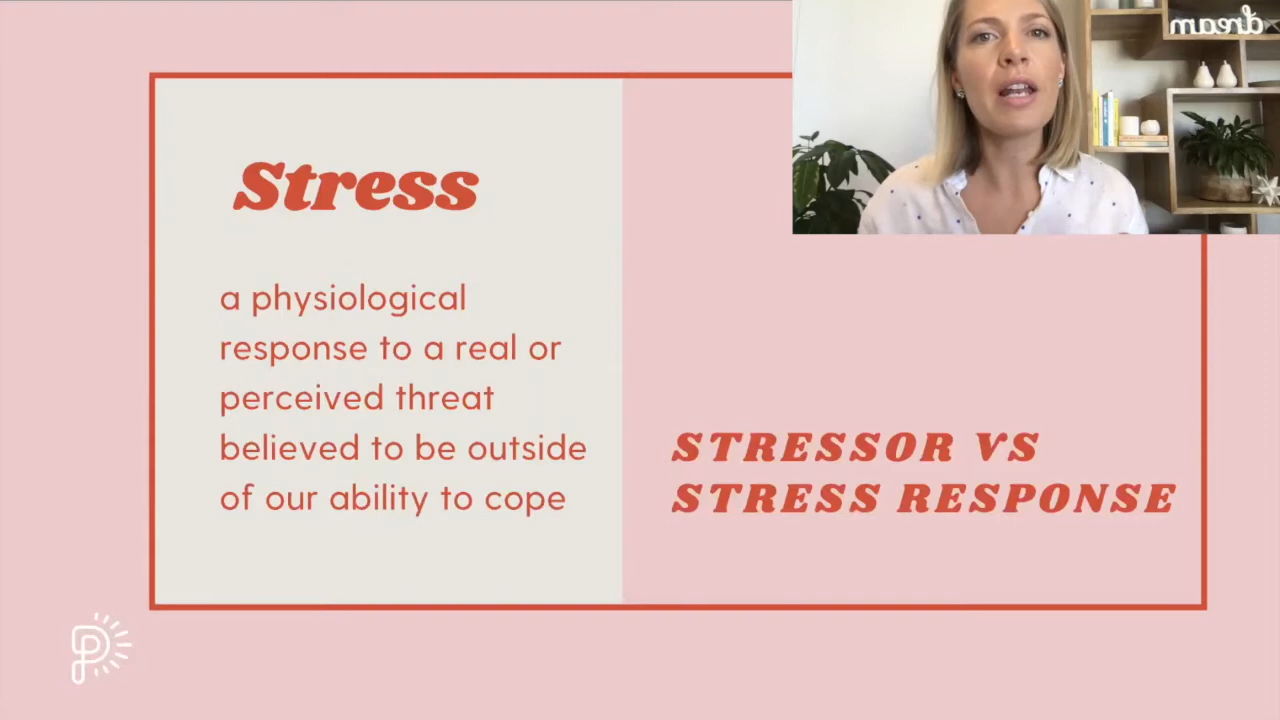 dream
Stress
a physiological
response to a real or
perceived threat
believed to be outside
of our ability to cope
STRESSOR VS
STRESS RESPONSE
P